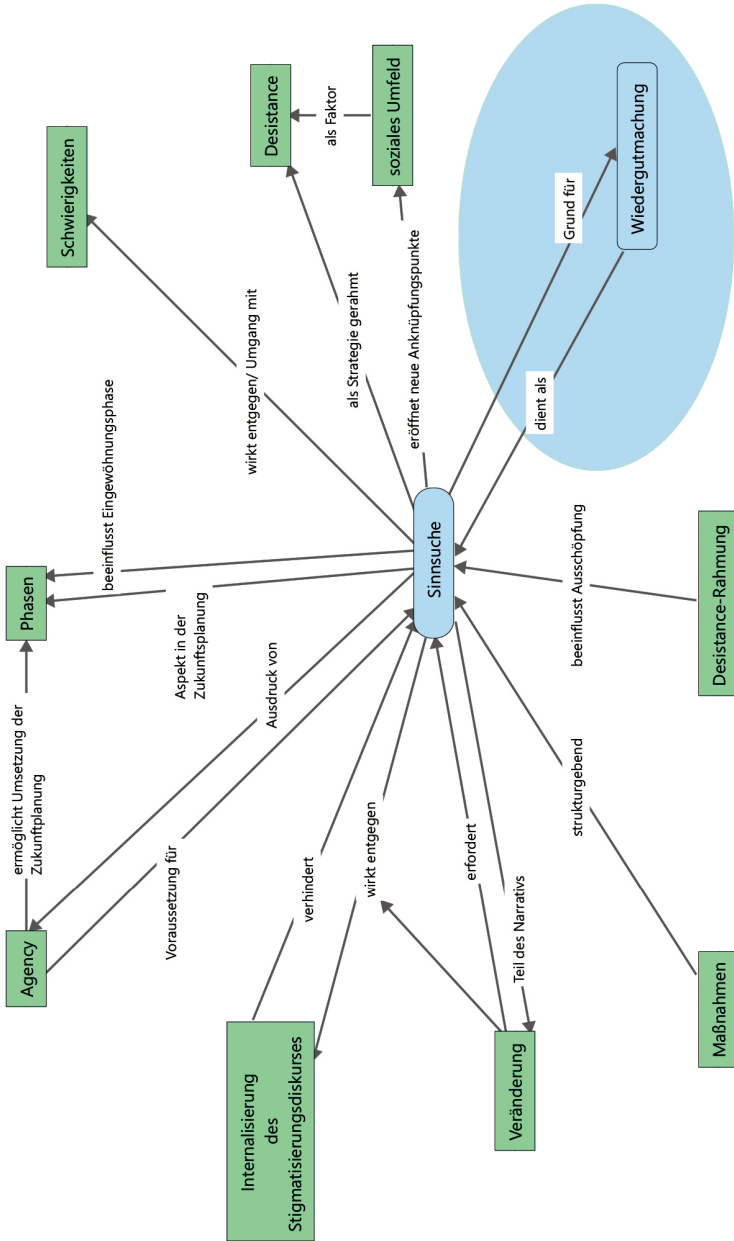 Agency
ermöglicht Umsetzung der
Zukunftplanung
Phasen
Schwierigkeiten
Desistance
als Faktor
soziales Umfeld
Voraussetzung für
Ausdruck von
Aspekt in der
Zukunftsplanung
beeinflusst Eingewöhnungsphase
wirkt entgegen/ Umgang mit
als Strategie gerahmt
eröffnet neue Anknüpfungspunkte
Internalisierung
des
Stigmatisierungsdiskurses
verhindert
wirkt entgegen
Sinnsuche
Grund für
dient als
Wiedergutmachung
Veränderung
erfordert
Teil des Narrativs
Maßnahmen
strukturgebend
beeinflusst Ausschöpfung
Desistance-Rahmung